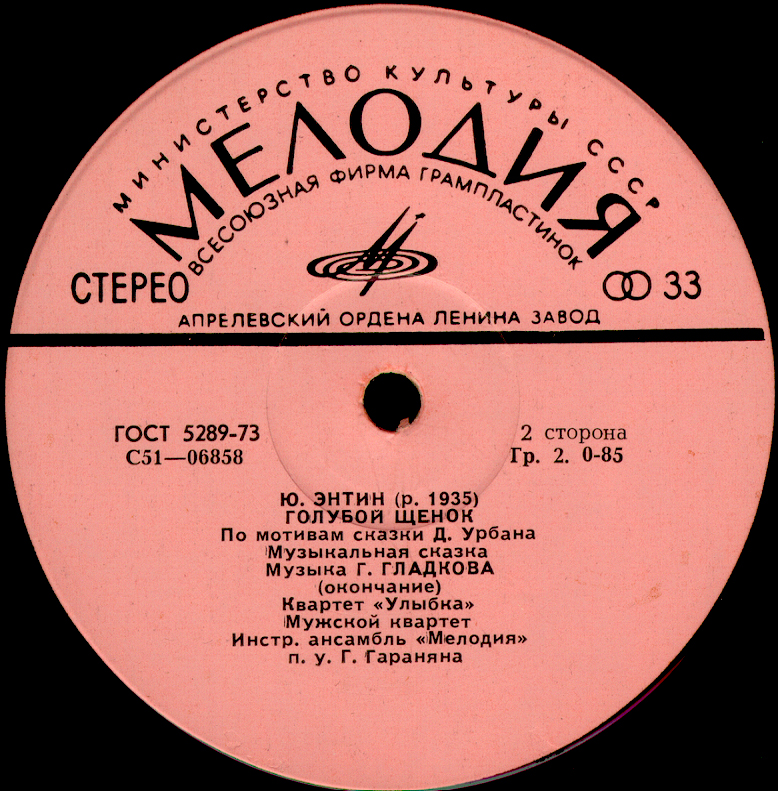 МИНИСТЕРСТВО КУЛЬТУРЫ СССР
МЕЛОДИЯ
ВСЕСОЮЗНАЯ ФИРМА ГРАМПЛАСТИНОК
СТЕРЕО
33
АПРЕЛЕВСКИЙ ОРДЕНА ЛЕНИНА ЗАВОД
ГОСТ 5289-73
С51—06858
2 сторона
Гр. 2. 0-85
Ю. ЭНТИН (р. 1935)
ГОЛУБОЙ ЩЕНОК
По мотивам сказки Д. Урбана
Музыкальная сказка
Музыка Г. ГЛАДКОВА
(окончание)
Квартет «Улыбка»
Мужской квартет
Инстр. ансамбль «Мелодия»
п. у. Г. Гараняна